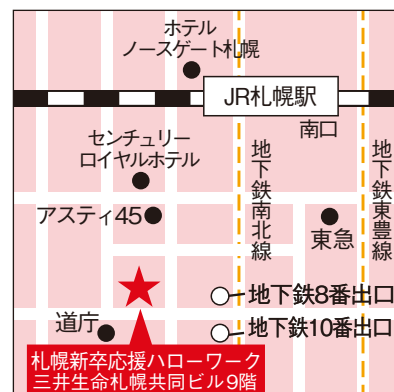 ホテル
ノースゲート札幌
JR札幌駅
南口
センチュリー
ロイヤルホテル
地下鉄南北線
地下鉄東豊線
アスティ45
東急
地下鉄8番出口
道庁
地下鉄10番出口
札幌新卒応援ハローワーク
三井生命札幌共同ビル9階